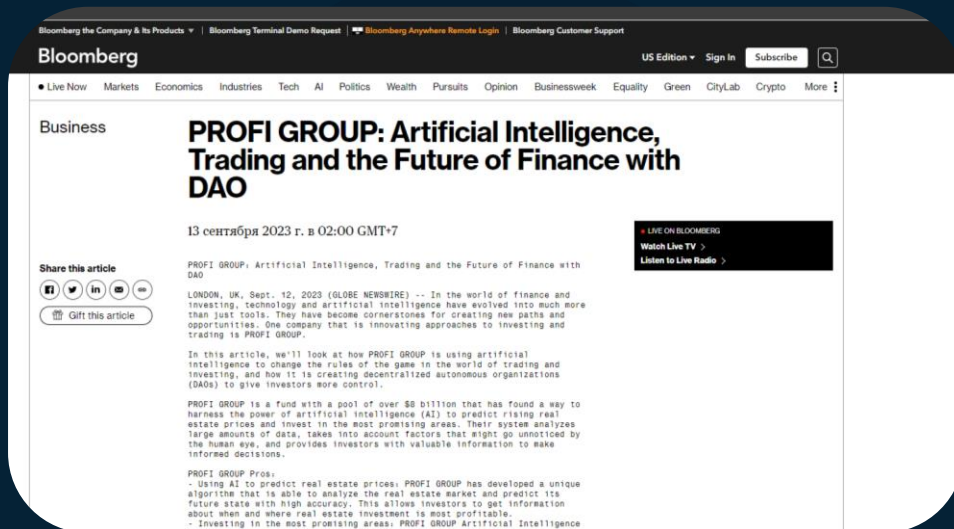 Bloomberg the Company & Its Products ▾ | Bloomberg Terminal Demo Request | Bloomberg Anywhere Remote Login | Bloomberg Customer Support
Bloomberg
US Edition ▾ Sign In Subscribe
• Live Now Markets Economics Industries Tech AI Politics Wealth Pursuits Opinion Businessweek Equality Green CityLab Crypto More
Business
PROFI GROUP: Artificial Intelligence,
Trading and the Future of Finance with
DAO
13 сентября 2023 г. в 02:00 GMT+7
• LIVE ON BLOOMBERG
Watch Live TV >
Listen to Live Radio >
Share this article
Gift this article
PROFI GROUP: Artificial Intelligence, Trading and the Future of Finance with
DAO
LONDON, UK, Sept. 12, 2023 (GLOBE NEWSWIRE) -- In the world of finance and
investing, technology and artificial intelligence have evolved into much more
than just tools. They have become cornerstones for creating new paths and
opportunities. One company that is innovating approaches to investing and
trading is PROFI GROUP.
In this article, we'll look at how PROFI GROUP is using artificial
intelligence to change the rules of the game in the world of trading and
investing, and how it is creating decentralized autonomous organizations
(DAOs) to give investors more control.
PROFI GROUP is a fund with a pool of over billion that has found a way to
harness the power of artificial intelligence (AI) to predict rising real
estate prices and invest in the most promising areas. Their system analyzes
large amounts of data, takes into account factors that might go unnoticed by
the human eye, and provides investors with valuable information to make
informed decisions.
PROFI GROUP Pros:
- Using AI to predict real estate prices: PROFI GROUP has developed a unique
algorithm that is able to analyze the real estate market and predict its
future state with high accuracy. This allows investors to get information
about when and where real estate investment is most profitable.
- Investing in the most promising areas: PROFI GROUP Artificial Intelligence